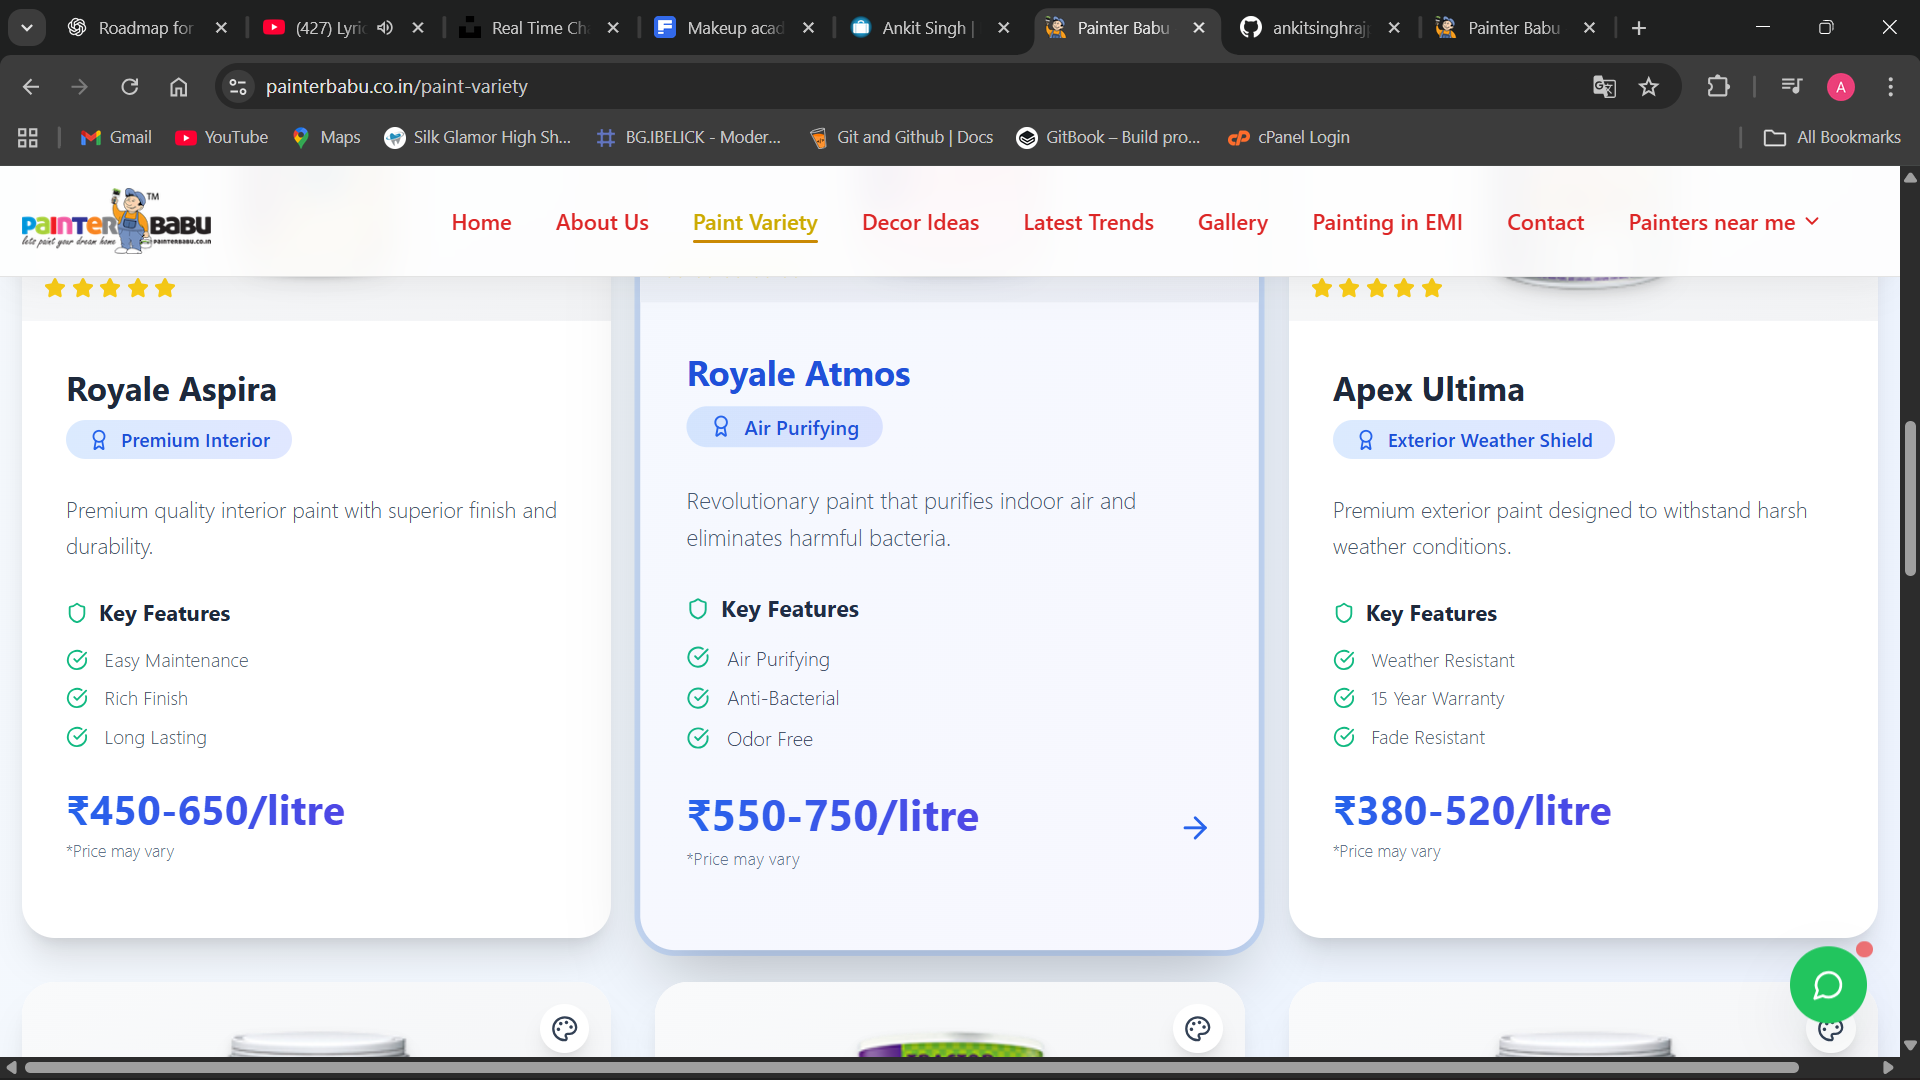 Roadmap for
(427) Lyric
Real Time Cha
Makeup acad
Ankit Singh |
Painter Babu
ankitsinghraj
Painter Babu
painterbabu.co.in/paint-variety
A
Gmail
YouTube
Maps
Silk Glamor High Sh...
BG.IBELICK - Moder...
Git and Github | Docs
GitBook – Build pro...
cPanel Login
All Bookmarks
PAINTER BABU TM
lets paint your dream home
PAINTERBABU.CO.IN
Home
About Us
Paint Variety
Decor Ideas
Latest Trends
Gallery
Painting in EMI
Contact
Painters near me
Royale Aspira
Premium Interior
Premium quality interior paint with superior finish and
durability.
Key Features
Easy Maintenance
Rich Finish
Long Lasting
₹450-650/litre
*Price may vary
Royale Atmos
Air Purifying
Revolutionary paint that purifies indoor air and
eliminates harmful bacteria.
Key Features
Air Purifying
Anti-Bacterial
Odor Free
₹550-750/litre
*Price may vary
Apex Ultima
Exterior Weather Shield
Premium exterior paint designed to withstand harsh
weather conditions.
Key Features
Weather Resistant
15 Year Warranty
Fade Resistant
₹380-520/litre
*Price may vary